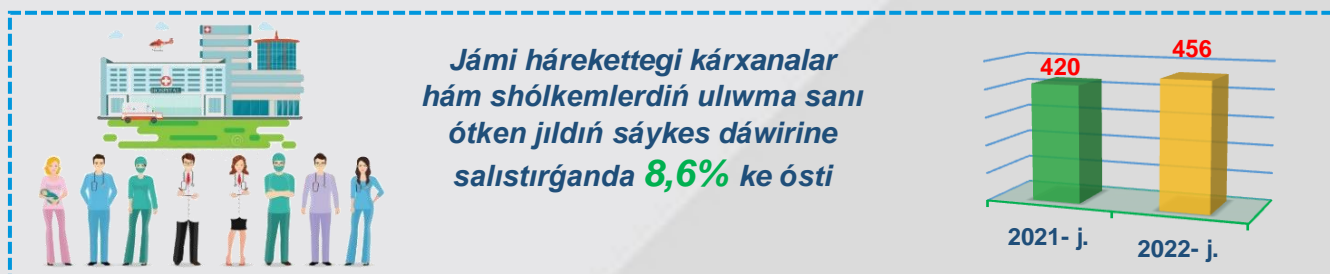 HOSPITAL
Jámi hárekettegi kárxanalar
hám shólkemlerdiń ulıwma sanı
ótken jıldıń sáykes dáwirine
salıstırǵanda 8,6% ke ósti
420
456
2021- j.
2022- j.